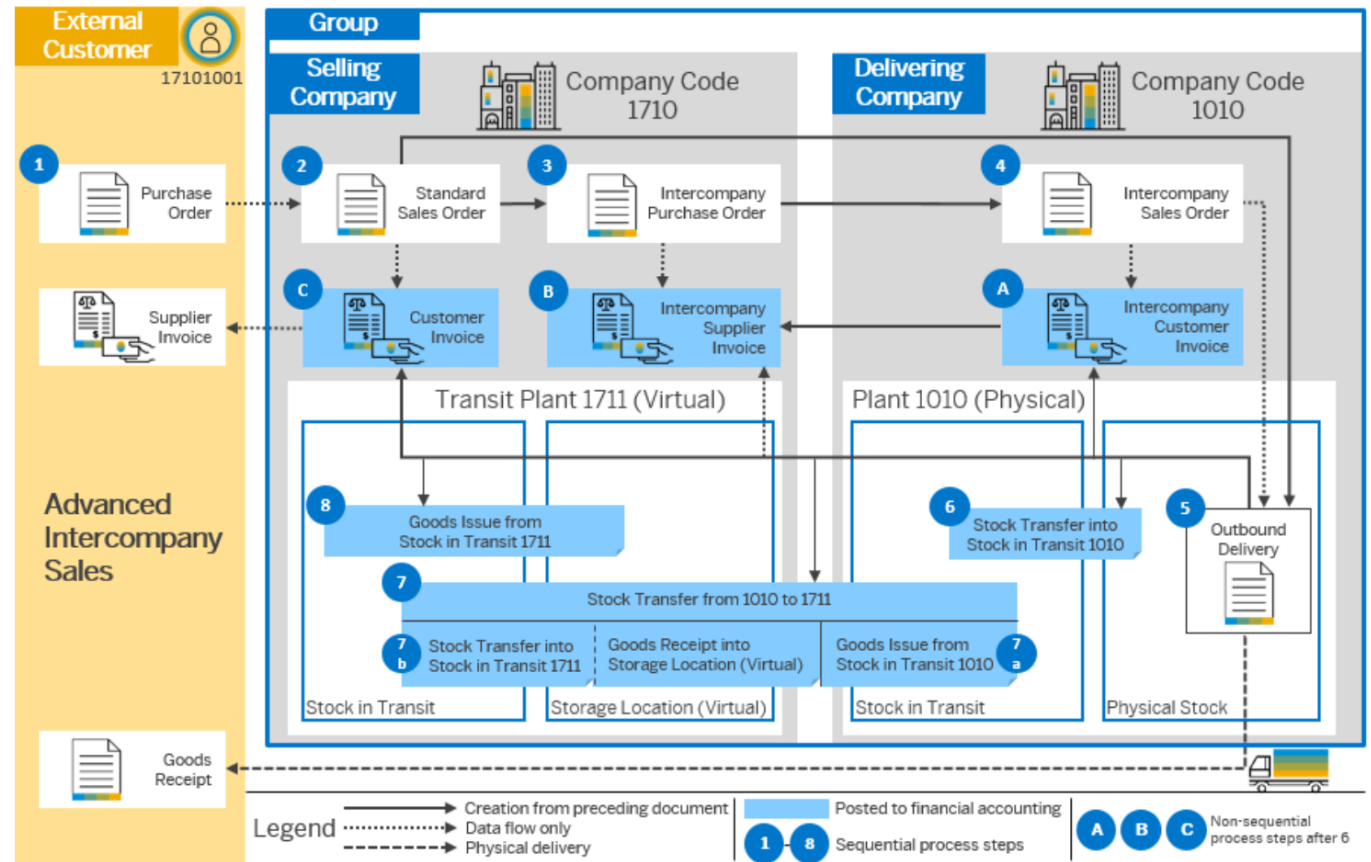 External
Customer
17101001
Group
Selling
Company
Company Code
1710
Delivering
Company
Company Code
1010
1
Purchase
Order
2
Standard
Sales Order
3
Intercompany
Purchase Order
4
Intercompany
Sales Order
Supplier
Invoice
C
Customer
Invoice
B
Intercompany
Supplier
Invoice
A
Intercompany
Customer
Invoice
Transit Plant 1711 (Virtual)
Plant 1010 (Physical)
Advanced
Intercompany
Sales
8
Goods Issue from
Stock in Transit 1711
6
Stock Transfer into
Stock in Transit 1010
5
Outbound
Delivery
7
Stock Transfer from 1010 to 1711
7
b
Stock Transfer into
Stock in Transit 1711
Goods Receipt into
Storage Location (Virtual)
Goods Issue from
Stock in Transit 1010
7
a
Stock in Transit
Storage Location (Virtual)
Stock in Transit
Physical Stock
Goods
Receipt
Legend
Creation from preceding document
Data flow only
Physical delivery
Posted to financial accounting
1 - 8 Sequential process steps
A B C
Non-sequential
process steps after 6